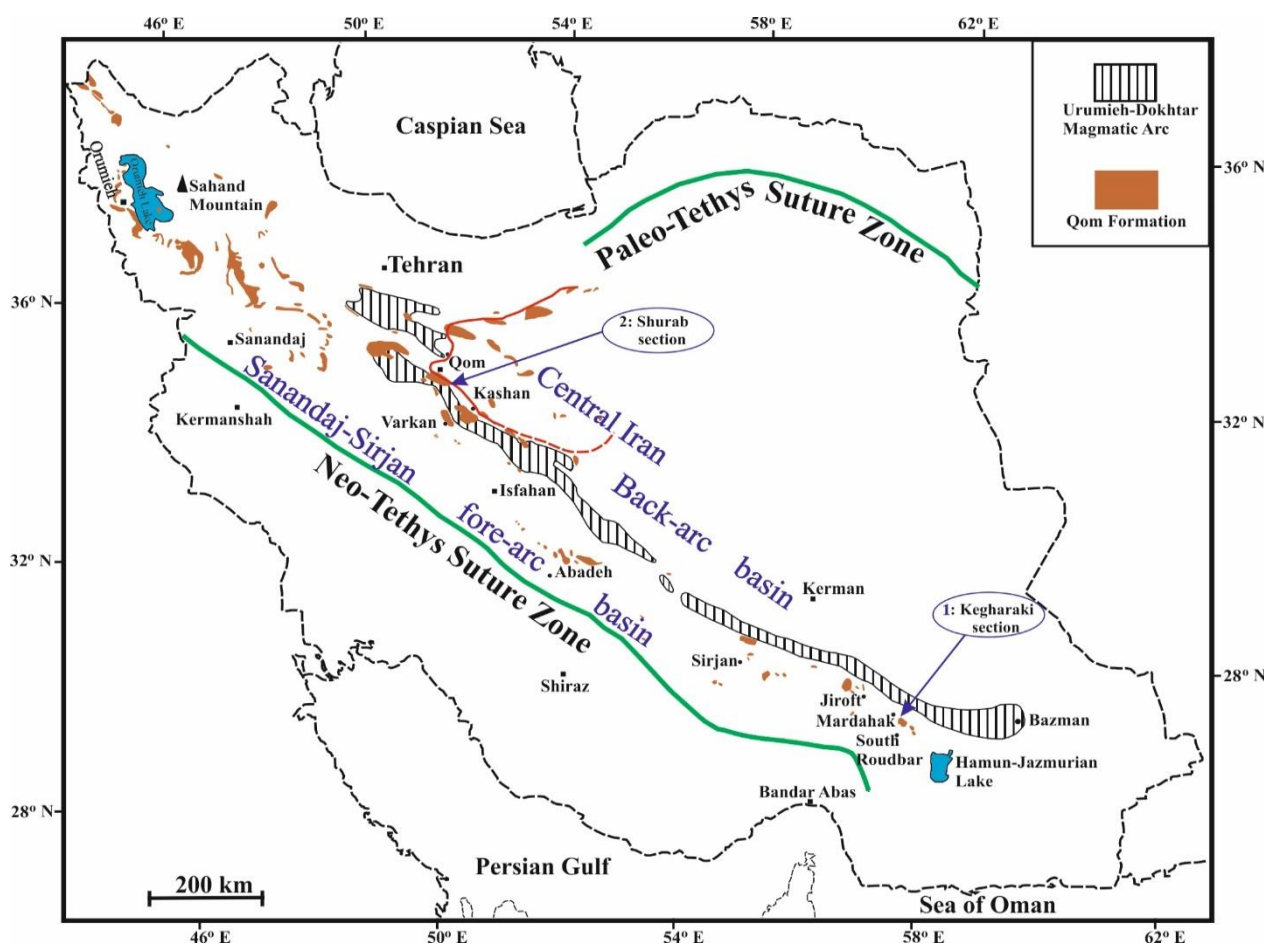 46° E 50° E 54° E 58° E 62° E
Urumieh-Dokhtar
Magmatic Arc
Qom Formation
Caspian Sea
36° N
Orumieh
Orumieh Lake
Sahand
Mountain
Paleo-Tethys Suture Zone
Tehran
36° N
2: Shurab
section
Sanandaj
Qom
Kashan
Central Iran
Kermanshah
Varkan
32° N
Sanandaj-Sirjan
Isfahan
Back-arc
Neo-Tethys Suture Zone
fore-arc
32° N
Abadeh
basin
Kerman
basin
1: Kegharaki
section
Sirjan
Shiraz
28° N
Jiroft
Mardahak
Bazman
South
Roudbar
Hamun-Jazmurian
Lake
Bandar Abas
28° N
Persian Gulf
200 km
Sea of Oman
46° E 50° E 54° E 58° E 62° E